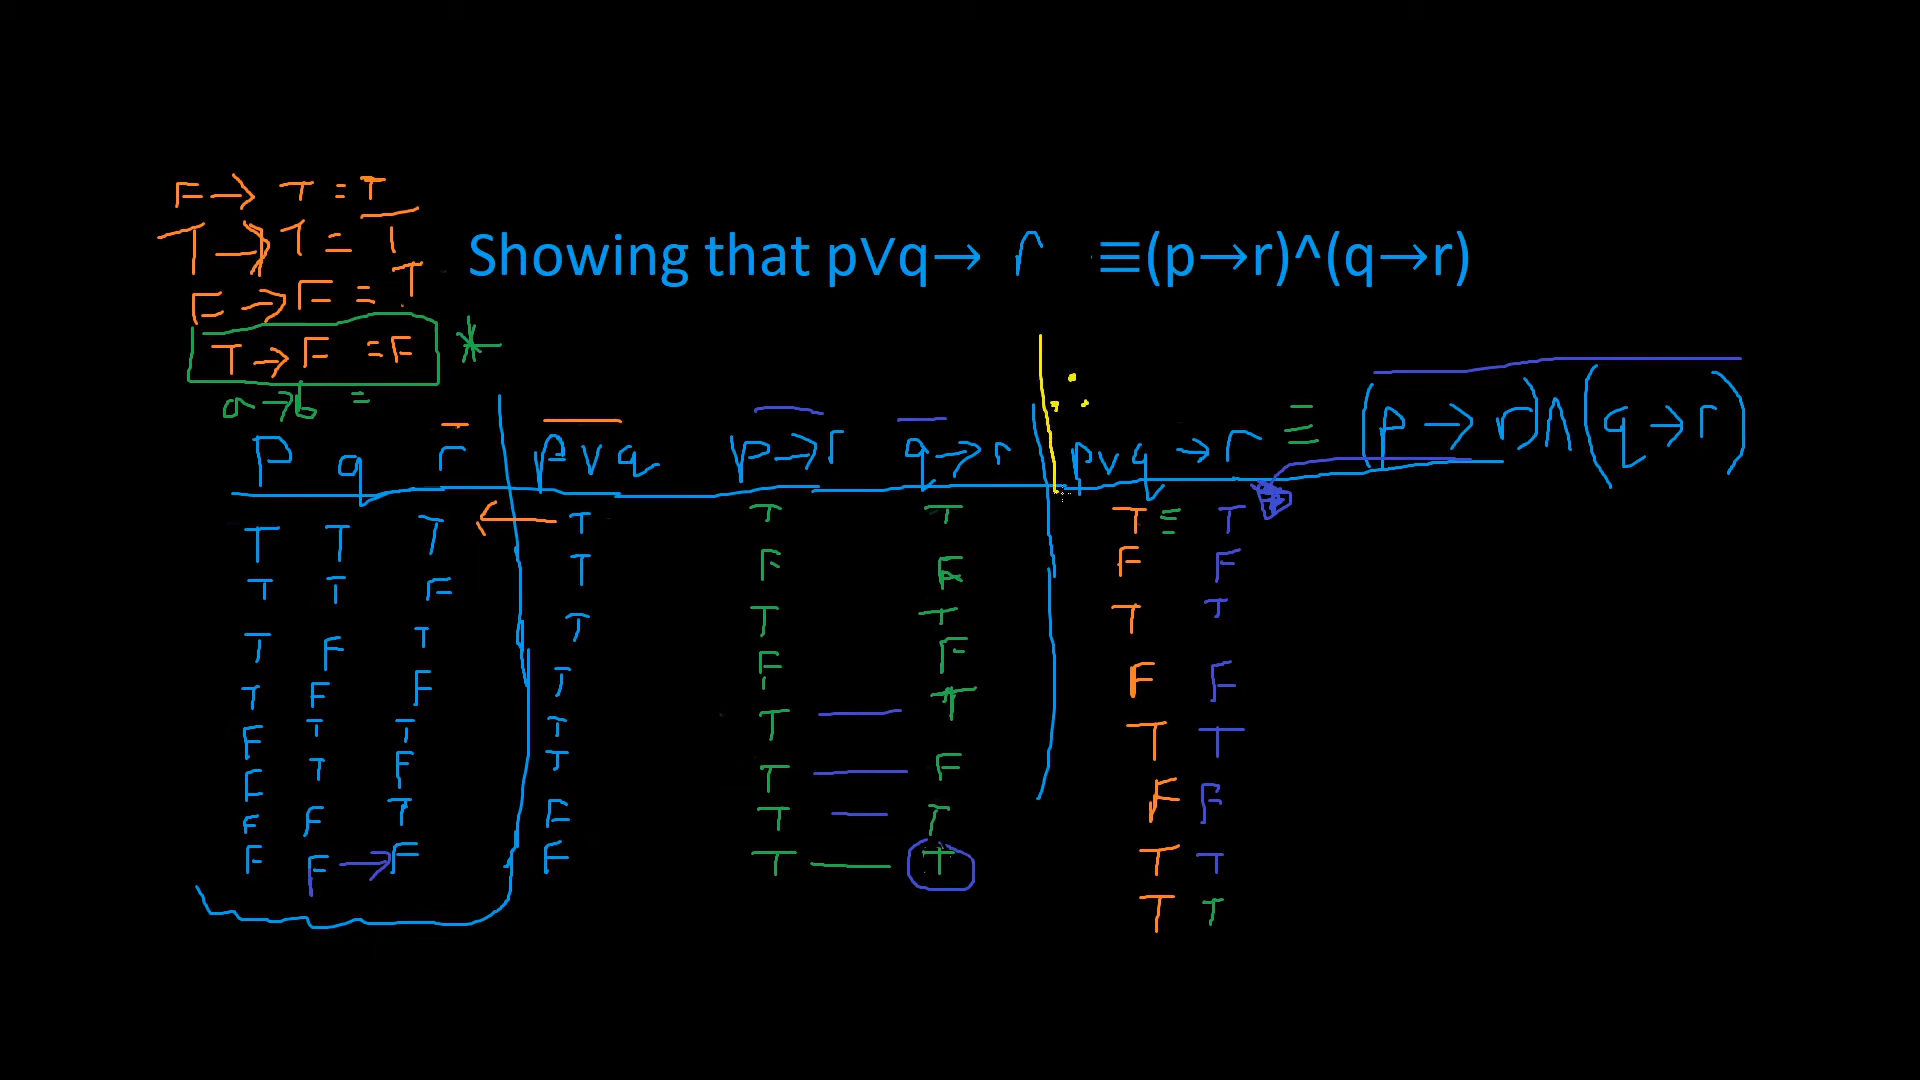 F → T = T
T → T = T
Showing that p∨q→ r ≡(p→r)^(q→r)
F → F = T
T → F = F *
a → b =
p q r p ∨ q p → r q → r p ∨ q → r ≡ (p → r) ∧ (q → r)
T T T ← T T T T ≡ T
T T F T F F F F
T F T T T T T T
T F F T F F F F
F T T T T — T T T
F T F T T — F F F
F F T F T — T T T
F F → F F T — T T T